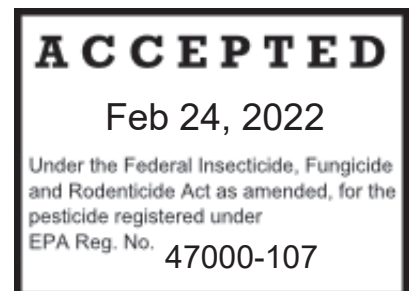 ACCEPTED
Feb 24, 2022
Under the Federal Insecticide, Fungicide
and Rodenticide Act as amended, for the
pesticide registered under
EPA Reg. No. 47000-107